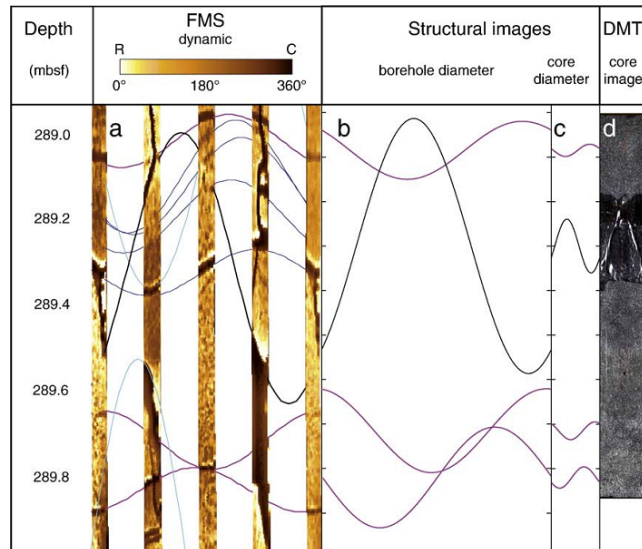 Depth
(mbsf)
FMS
dynamic
R C
0° 180° 360°
Structural images
borehole diameter
core
diameter
DMT
core
image
a
b
c
d
289.0
289.2
289.4
289.6
289.8